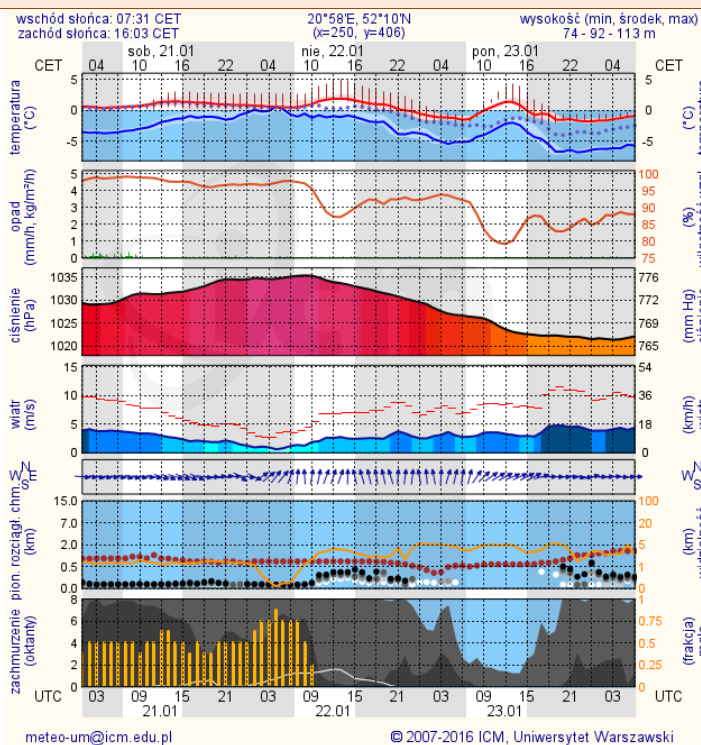 wschód słońca: 07:31 CET
zachód słońca: 16:03 CET
20°58'E, 52°10'N
(x=250, y=406)
wysokość (min, środek, max)
74 - 92 - 113 m
sob, 21.01 nie, 22.01 pon, 23.01
CET 04 10 16 22 04 10 16 22 04 10 16 22 04 CET
temperatura
(°C)
5
0
-5
5
0
-5
(°C)
opad
(mm/h, kg/m²/h)
5
4
3
2
1
0
100
95
90
85
80
75
(%)
ciśnienie
(hPa)
1035
1030
1025
1020
776
772
769
765
(mm Hg)
wiatr
(m/s)
15
10
5
0
54
36
18
0
(km/h)
N
W E
S
N
W
S
pion. rozciągł. chm.
(km)
15.0
7.0
2.0
0.5
0.0
100
20
5
1
0
(km)
zachmurzenie
(oktanty)
8
6
4
2
0
1
0.75
0.5
0.25
0
(frakcja)
UTC 03 09 15 21 03 09 15 21 03 09 15 21 03 UTC
21.01 22.01 23.01
meteo-um@icm.edu.pl
© 2007-2016 ICM, Uniwersytet Warszawski